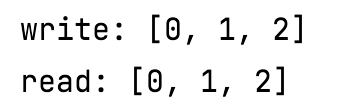 write: [0, 1, 2]
read: [0, 1, 2]